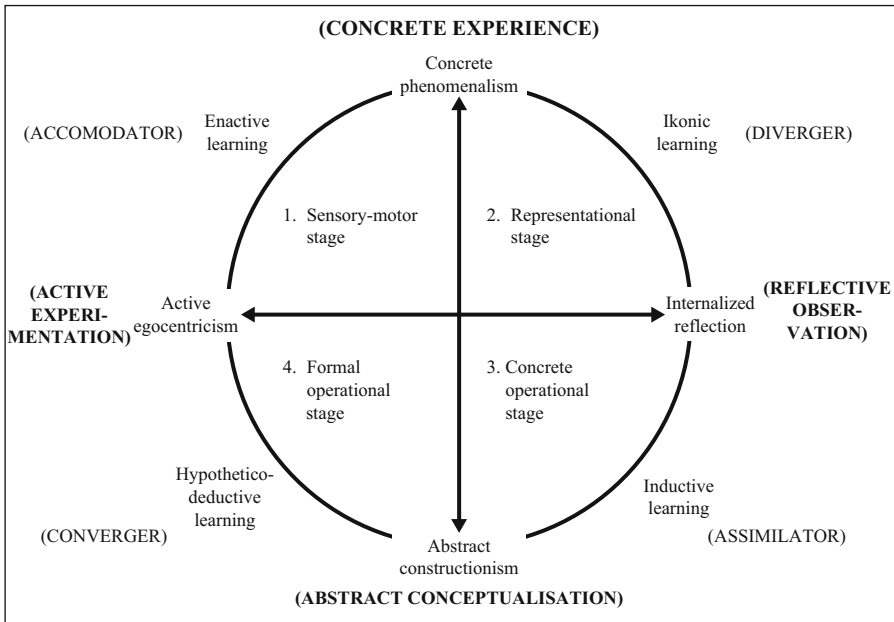 (CONCRETE EXPERIENCE)
Concrete
phenomenalism
(ACCOMODATOR)
Enactive
learning
Ikonic
learning
(DIVERGER)
1. Sensory-motor
stage
2. Representational
stage
(ACTIVE
EXPERI-
MENTATION)
Active
egocentricism
Internalized
reflection
(REFLECTIVE
OBSER-
VATION)
4. Formal
operational
stage
3. Concrete
operational
stage
Hypothetico-
deductive
learning
(CONVERGER)
Inductive
learning
(ASSIMILATOR)
Abstract
constructionism
(ABSTRACT CONCEPTUALISATION)